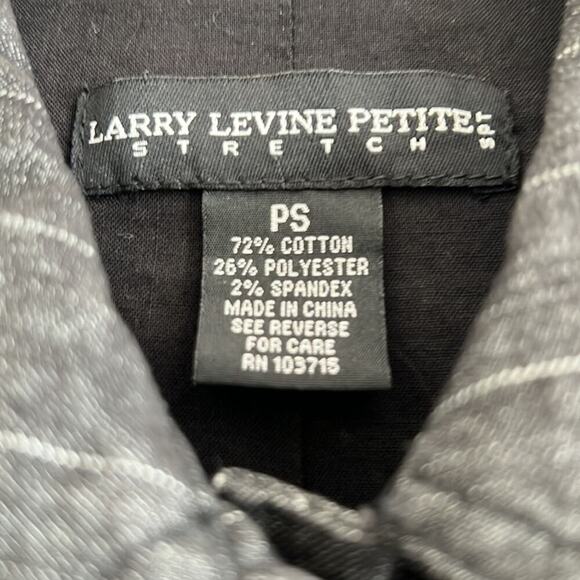 LARRY LEVINE PETITE SPT
STRETCH
PS
72% COTTON
26% POLYESTER
2% SPANDEX
MADE IN CHINA
SEE REVERSE
FOR CARE
RN 103715